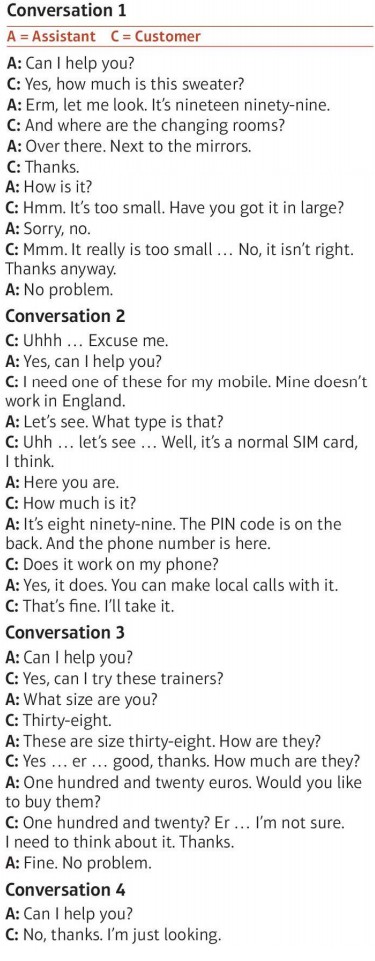 Conversation 1
A = Assistant C = Customer
A: Can I help you?
C: Yes, how much is this sweater?
A: Erm, let me look. It's nineteen ninety-nine.
C: And where are the changing rooms?
A: Over there. Next to the mirrors.
C: Thanks.
A: How is it?
C: Hmm. It's too small. Have you got it in large?
A: Sorry, no.
C: Mmm. It really is too small … No, it isn't right.
Thanks anyway.
A: No problem.
Conversation 2
C: Uhhh … Excuse me.
A: Yes, can I help you?
C: I need one of these for my mobile. Mine doesn't
work in England.
A: Let's see. What type is that?
C: Uhh … let's see … Well, it's a normal SIM card,
I think.
A: Here you are.
C: How much is it?
A: It's eight ninety-nine. The PIN code is on the
back. And the phone number is here.
C: Does it work on my phone?
A: Yes, it does. You can make local calls with it.
C: That's fine. I'll take it.
Conversation 3
A: Can I help you?
C: Yes, can I try these trainers?
A: What size are you?
C: Thirty-eight.
A: These are size thirty-eight. How are they?
C: Yes … er … good, thanks. How much are they?
A: One hundred and twenty euros. Would you like
to buy them?
C: One hundred and twenty? Er … I'm not sure.
I need to think about it. Thanks.
A: Fine. No problem.
Conversation 4
A: Can I help you?
C: No, thanks. I'm just looking.